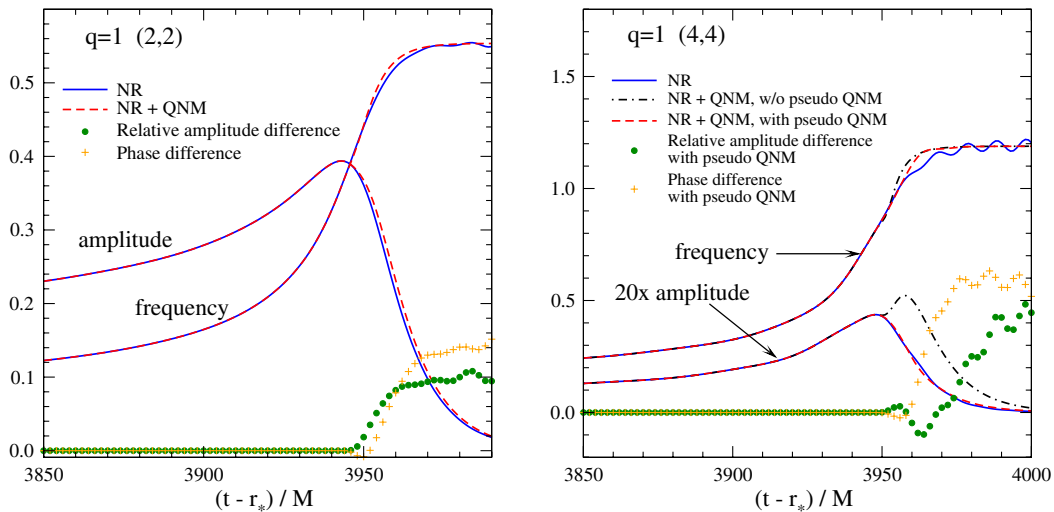 q=1 (2,2)
NR
NR + QNM
Relative amplitude difference
Phase difference
amplitude
frequency
0.6
0.5
0.4
0.3
0.2
0.1
0.0
3850
3900
3950
(t - r*) / M
q=1 (4,4)
NR
NR + QNM, w/o pseudo QNM
NR + QNM, with pseudo QNM
Relative amplitude difference
with pseudo QNM
Phase difference
with pseudo QNM
frequency
20x amplitude
1.5
1.0
0.5
0.0
3850
3900
3950
4000
(t - r*) / M